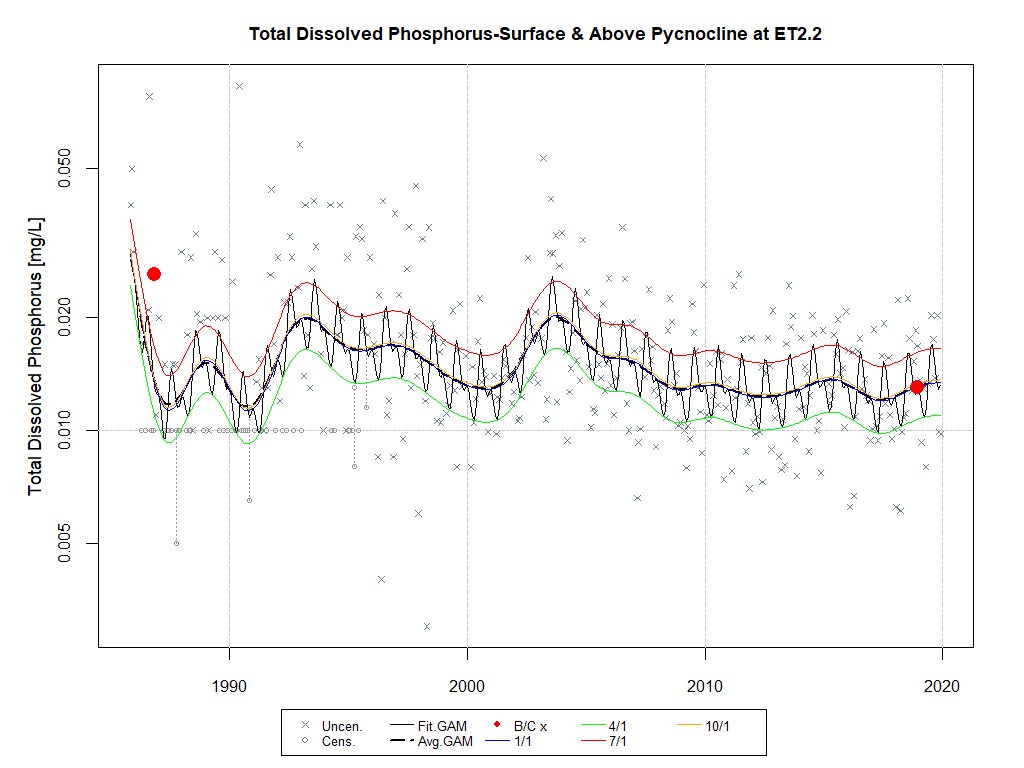 Total Dissolved Phosphorus-Surface & Above Pycnocline at ET2.2
Total Dissolved Phosphorus [mg/L]
0.050
0.020
0.010
0.005
1990 2000 2010 2020
Uncen. Fit.GAM B/C x 4/1 10/1
Cens. Avg.GAM 1/1 7/1